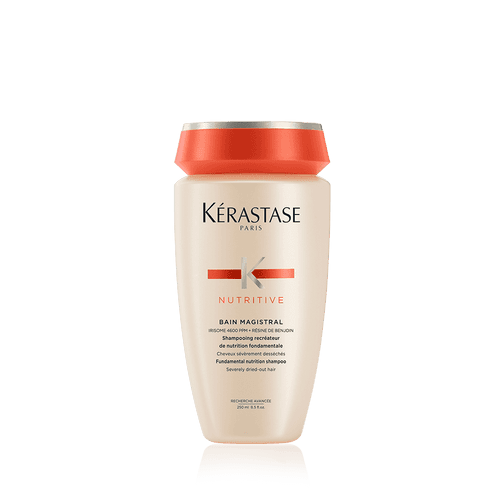 KÉRASTASE
PARIS
K
NUTRITIVE
BAIN MAGISTRAL
IRISOME 4600 PPM + RÉSINE DE BENJOIN
Shampooing recréateur
de nutrition fondamentale
Cheveux sévèrement desséchés
Fundamental nutrition shampoo
Severely dried-out hair
RECHERCHE AVANCÉE
250 ml 8.5 fl.oz.